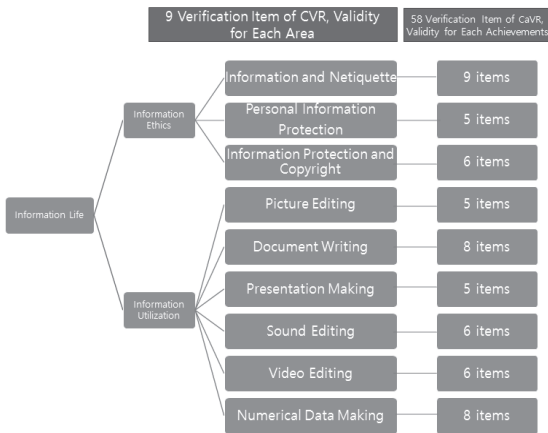 9 Verification Item of CVR, Validity
for Each Area
58 Verification Item of CaVR,
Validity for Each Achievements
Information and Netiquette
9 items
Information
Ethics
Personal Information
Protection
5 items
Information Protection and
Copyright
6 items
Information Life
Picture Editing
5 items
Document Writing
8 items
Information
Utilization
Presentation Making
5 items
Sound Editing
6 items
Video Editing
6 items
Numerical Data Making
8 items